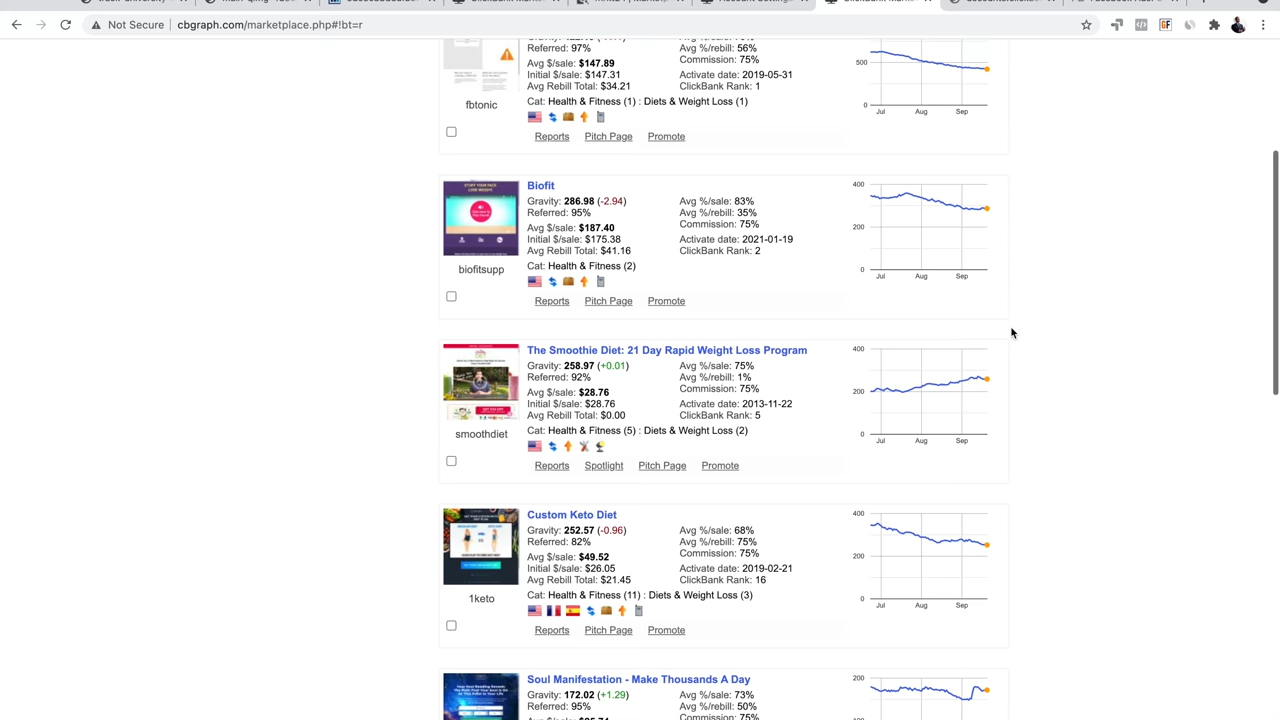 Not Secure
cbgraph.com/marketplace.php#!bt=r
Referred: 97%
Avg %/rebill: 56%
Commission: 75%
Avg $/sale: $147.89
Initial $/sale: $147.31
Activate date: 2015-05-31
Avg Rebill Total: $34.21
ClickBank Rank: 1
Cat: Health & Fitness (1) : Diets & Weight Loss (1)
Reports
Pitch Page
Promote
fbtonic
500
0
Jul
Aug
Sep
Biofit
Gravity: 286.98 (-2.94)
Avg %/sale: 83%
Referred: 95%
Avg %/rebill: 35%
Commission: 75%
Avg $/sale: $187.40
Initial $/sale: $175.38
Activate date: 2021-01-19
Avg Rebill Total: $41.16
ClickBank Rank: 2
Cat: Health & Fitness (2)
Reports
Pitch Page
Promote
biofitsupp
400
200
0
Jul
Aug
Sep
The Smoothie Diet: 21 Day Rapid Weight Loss Program
Gravity: 258.97 (+0.01)
Avg %/sale: 75%
Referred: 92%
Avg %/rebill: 1%
Commission: 75%
Avg $/sale: $28.76
Initial $/sale: $28.76
Activate date: 2013-11-22
Avg Rebill Total: $0.00
ClickBank Rank: 5
Cat: Health & Fitness (5) : Diets & Weight Loss (2)
Reports
Spotlight
Pitch Page
Promote
smoothdiet
400
200
0
Jul
Aug
Sep
Custom Keto Diet
Gravity: 252.57 (-0.96)
Avg %/sale: 68%
Referred: 82%
Avg %/rebill: 75%
Commission: 75%
Avg $/sale: $49.52
Initial $/sale: $26.05
Activate date: 2019-02-21
Avg Rebill Total: $21.45
ClickBank Rank: 16
Cat: Health & Fitness (11) : Diets & Weight Loss (3)
Reports
Pitch Page
Promote
1keto
400
200
0
Jul
Aug
Sep
Soul Manifestation - Make Thousands A Day
Gravity: 172.02 (+1.29)
Avg %/sale: 73%
Referred: 95%
Avg %/rebill: 50%
200